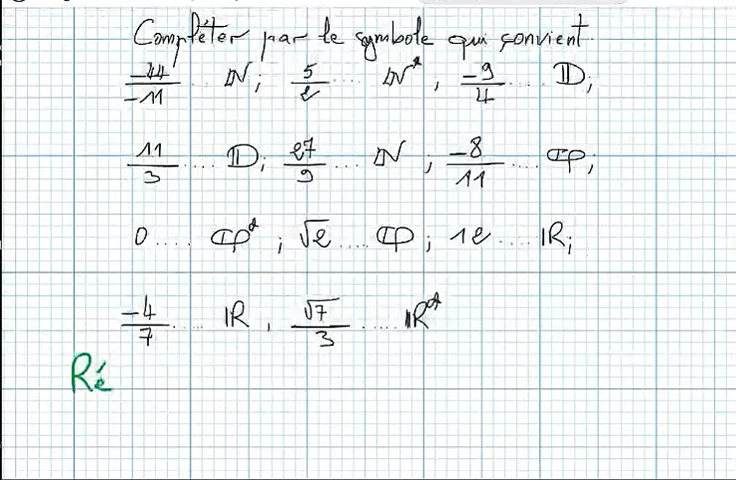 Compléter par le symbole qui convient.
-44/-11 .... ℕ ; 5/2 .... ℕ* , -9/4 .... 𝔻 ;
11/3 .... 𝔻 ; 27/9 .... ℕ ; -8/11 .... ℚ ;
0 .... ℚ* ; √2 .... ℚ ; 12 .... ℝ ;
-4/7 .... ℝ , √7/3 .... ℝ*
Ré